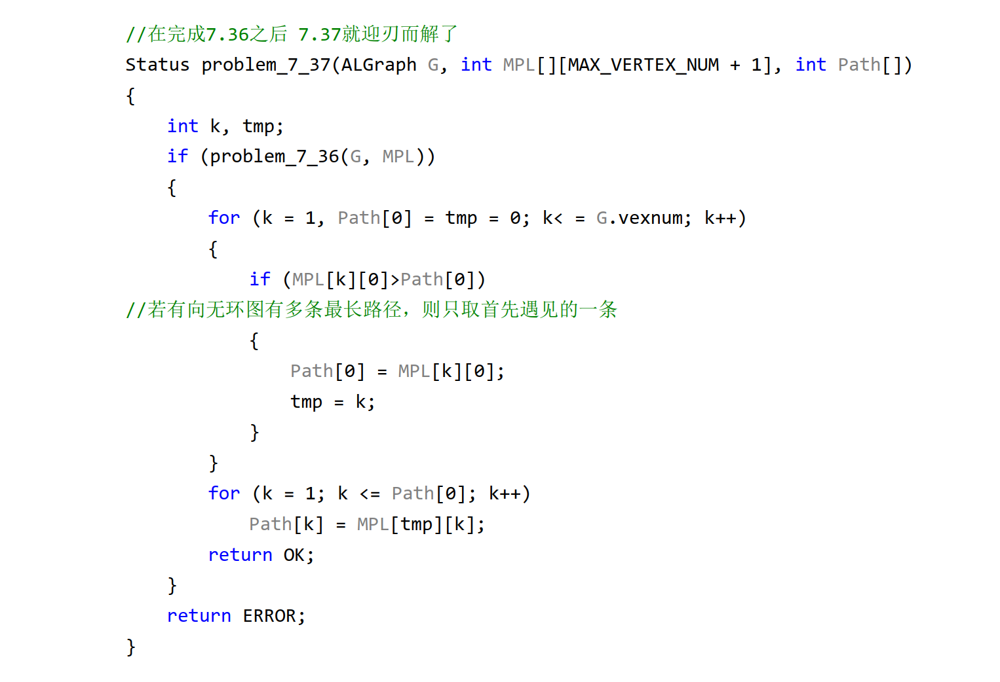 //在完成7.36之后 7.37就迎刃而解了
Status problem_7_37(ALGraph G, int MPL[][MAX_VERTEX_NUM + 1], int Path[])
{
    int k, tmp;
    if (problem_7_36(G, MPL))
    {
        for (k = 1, Path[0] = tmp = 0; k< = G.vexnum; k++)
        {
            if (MPL[k][0]>Path[0])
//若有向无环图有多条最长路径，则只取首先遇见的一条
            {
                Path[0] = MPL[k][0];
                tmp = k;
            }
        }
        for (k = 1; k <= Path[0]; k++)
            Path[k] = MPL[tmp][k];
        return OK;
    }
    return ERROR;
}